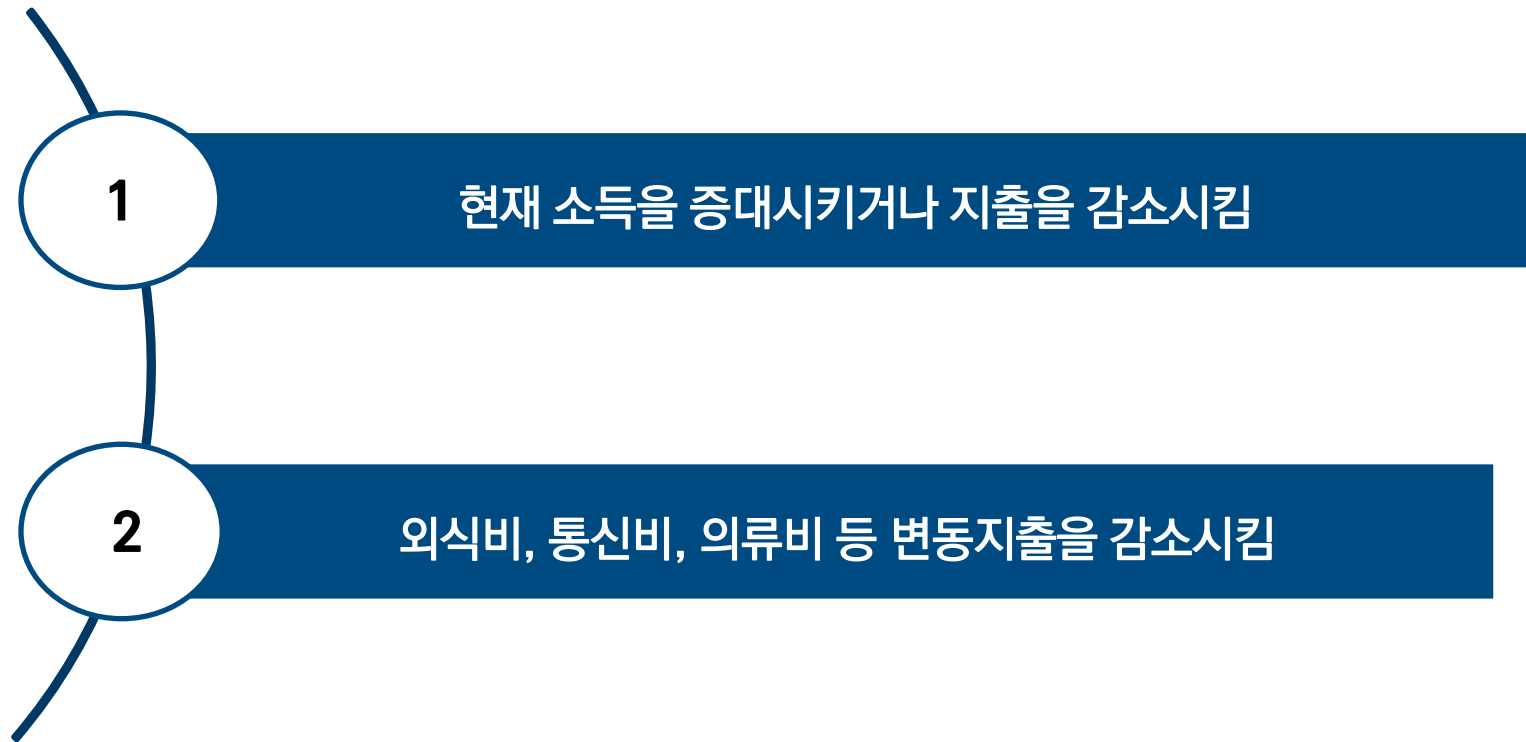 1
현재 소득을 증대시키거나 지출을 감소시킴
2
외식비, 통신비, 의류비 등 변동지출을 감소시킴